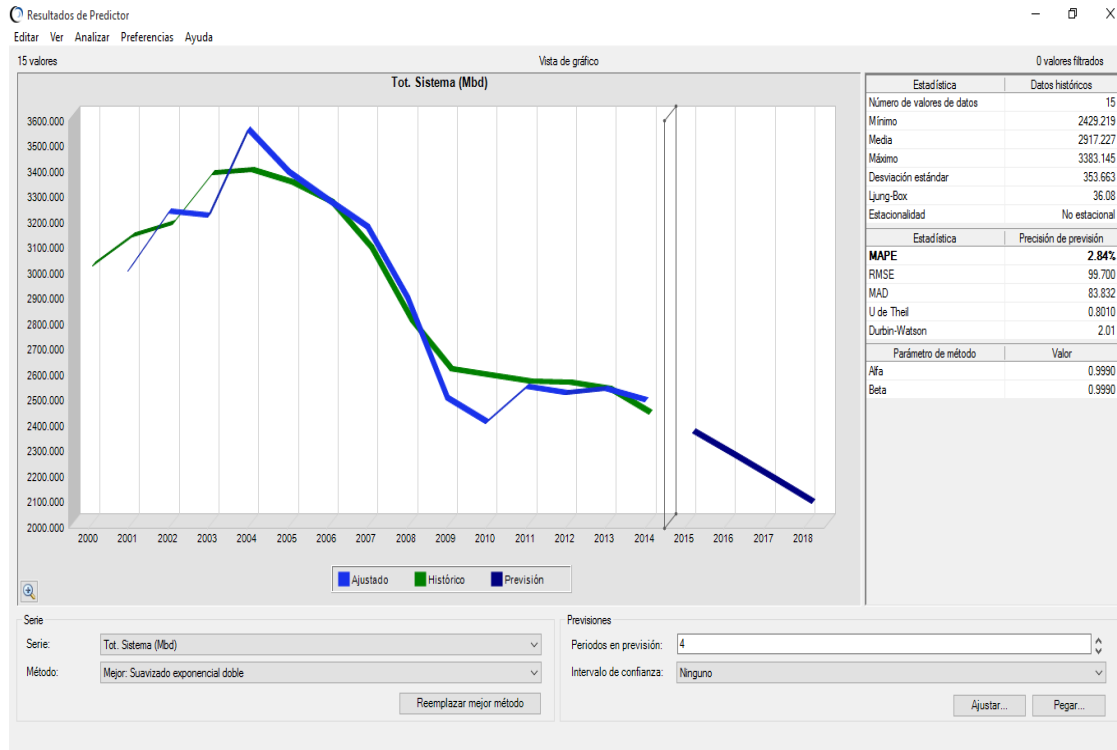 Resultados de Predictor
Editar Ver Analizar Preferencias Ayuda
15 valores
Vista de gráfico
0 valores filtrados
Tot. Sistema (Mbd)
3600.000
3500.000
3400.000
3300.000
3200.000
3100.000
3000.000
2900.000
2800.000
2700.000
2600.000
2500.000
2400.000
2300.000
2200.000
2100.000
2000.000
2000 2001 2002 2003 2004 2005 2006 2007 2008 2009 2010 2011 2012 2013 2014 2015 2016 2017 2018
Ajustado Histórico Previsión
Estadística Datos históricos
Número de valores de datos 15
Mínimo 2429.219
Media 2917.227
Máximo 3383.145
Desviación estándar 353.663
Ljung-Box 36.08
Estacionalidad No estacional
Estadística Precisión de previsión
MAPE 2.84%
RMSE 99.700
MAD 83.832
U de Theil 0.8010
Durbin-Watson 2.01
Parámetro de método Valor
Alfa 0.9990
Beta 0.9990
Serie
Serie: Tot. Sistema (Mbd)
Método: Mejor: Suavizado exponencial doble
Reemplazar mejor método
Previsiones
Periodos en previsión: 4
Intervalo de confianza: Ninguno
Ajustar... Pegar...